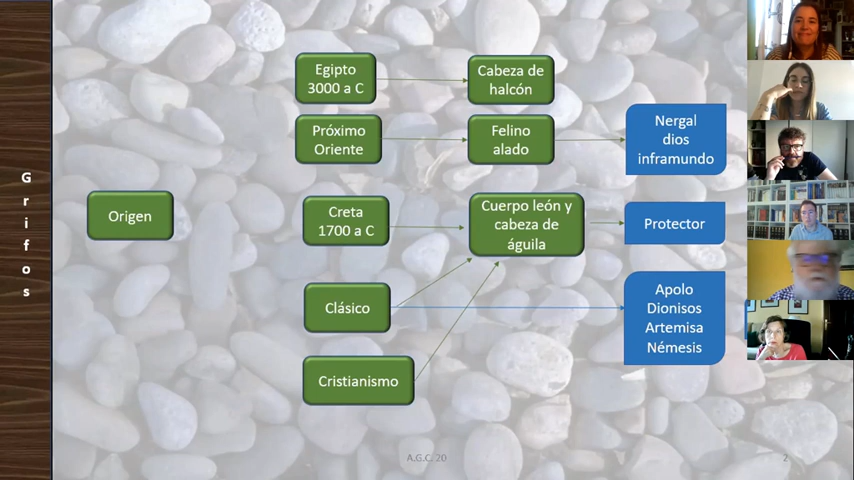 Grifos
Origen
Egipto
3000 a C
Cabeza de
halcón
Próximo
Oriente
Felino
alado
Nergal
dios
inframundo
Creta
1700 a C
Cuerpo león y
cabeza de
águila
Protector
Clásico
Apolo
Dionisos
Artemisa
Némesis
Cristianismo
A.G.C. 20
2